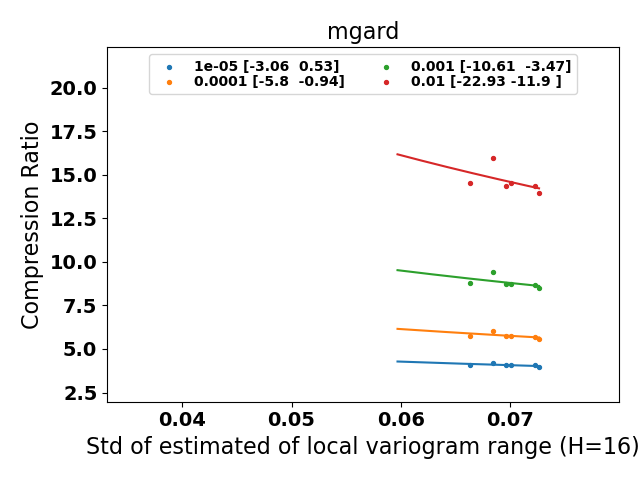 mgard
1e-05 [-3.06  0.53]
0.0001 [-5.8  -0.94]
0.001 [-10.61  -3.47]
0.01 [-22.93 -11.9 ]
Compression Ratio
20.0
17.5
15.0
12.5
10.0
7.5
5.0
2.5
0.04
0.05
0.06
0.07
Std of estimated of local variogram range (H=16)